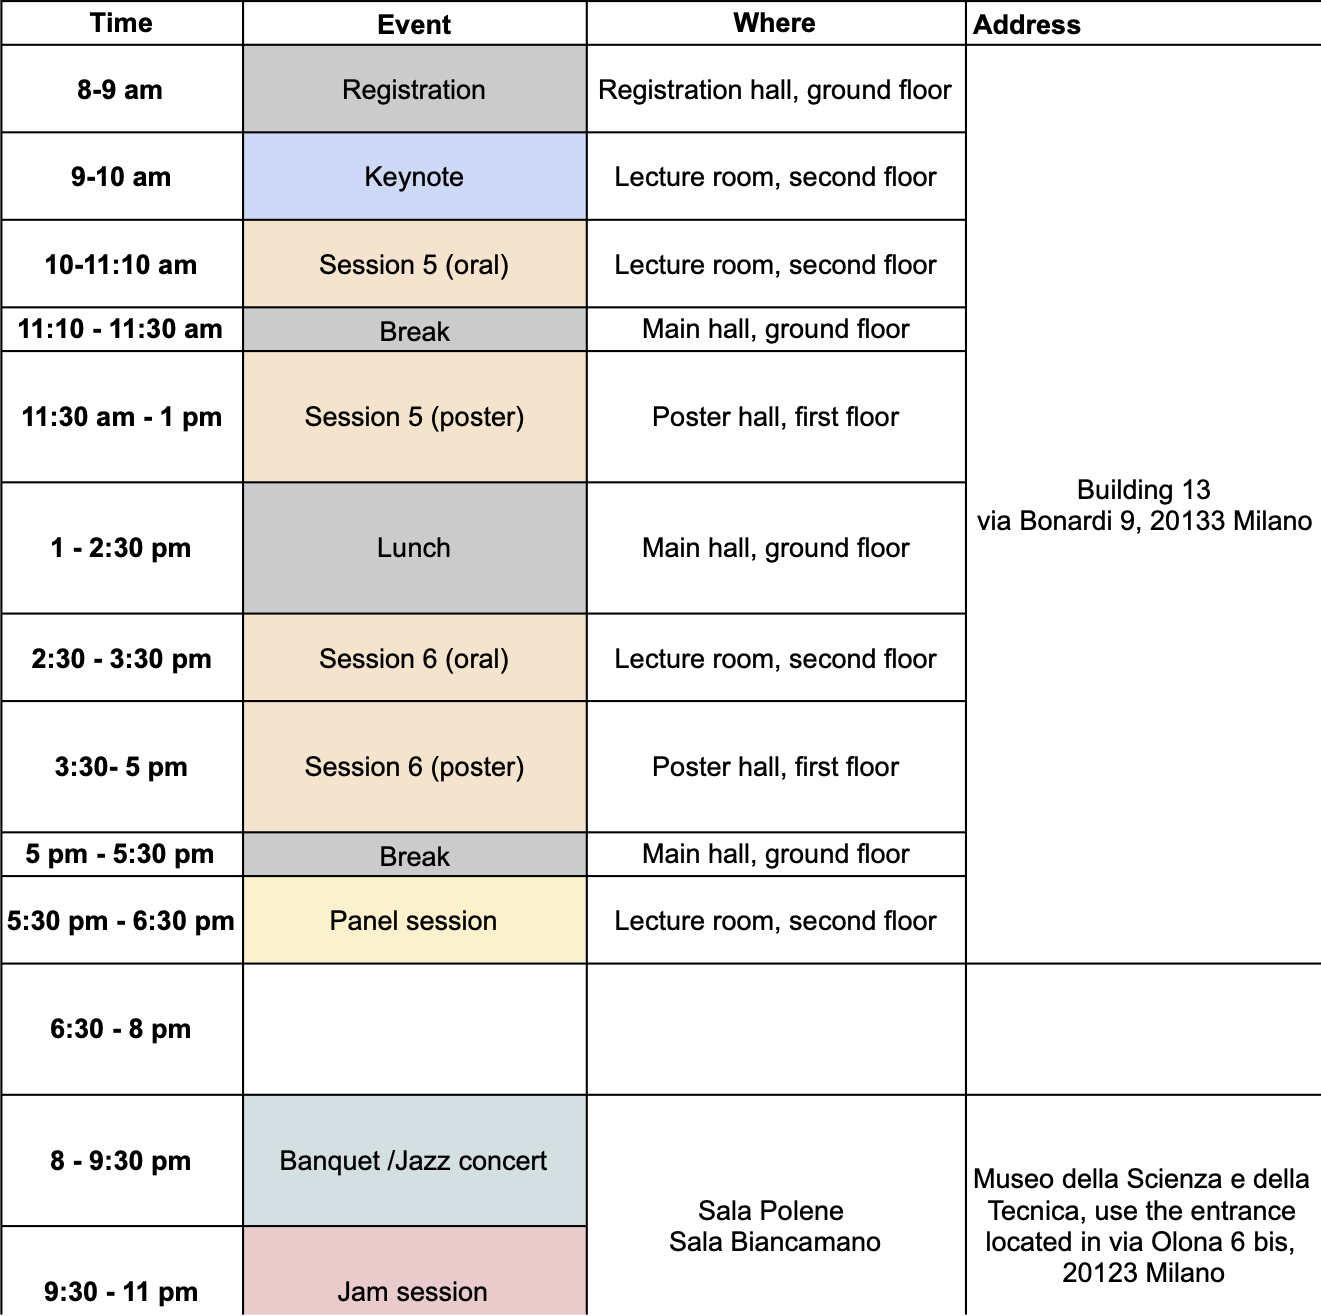 Time Event Where Address
8-9 am Registration Registration hall, ground floor
9-10 am Keynote Lecture room, second floor
10-11:10 am Session 5 (oral) Lecture room, second floor
11:10 - 11:30 am Break Main hall, ground floor
11:30 am - 1 pm Session 5 (poster) Poster hall, first floor
Building 13
via Bonardi 9, 20133 Milano
1 - 2:30 pm Lunch Main hall, ground floor
2:30 - 3:30 pm Session 6 (oral) Lecture room, second floor
3:30- 5 pm Session 6 (poster) Poster hall, first floor
5 pm - 5:30 pm Break Main hall, ground floor
5:30 pm - 6:30 pm Panel session Lecture room, second floor
6:30 - 8 pm
8 - 9:30 pm Banquet /Jazz concert
Sala Polene
Sala Biancamano
Museo della Scienza e della
Tecnica, use the entrance
located in via Olona 6 bis,
20123 Milano
9:30 - 11 pm Jam session